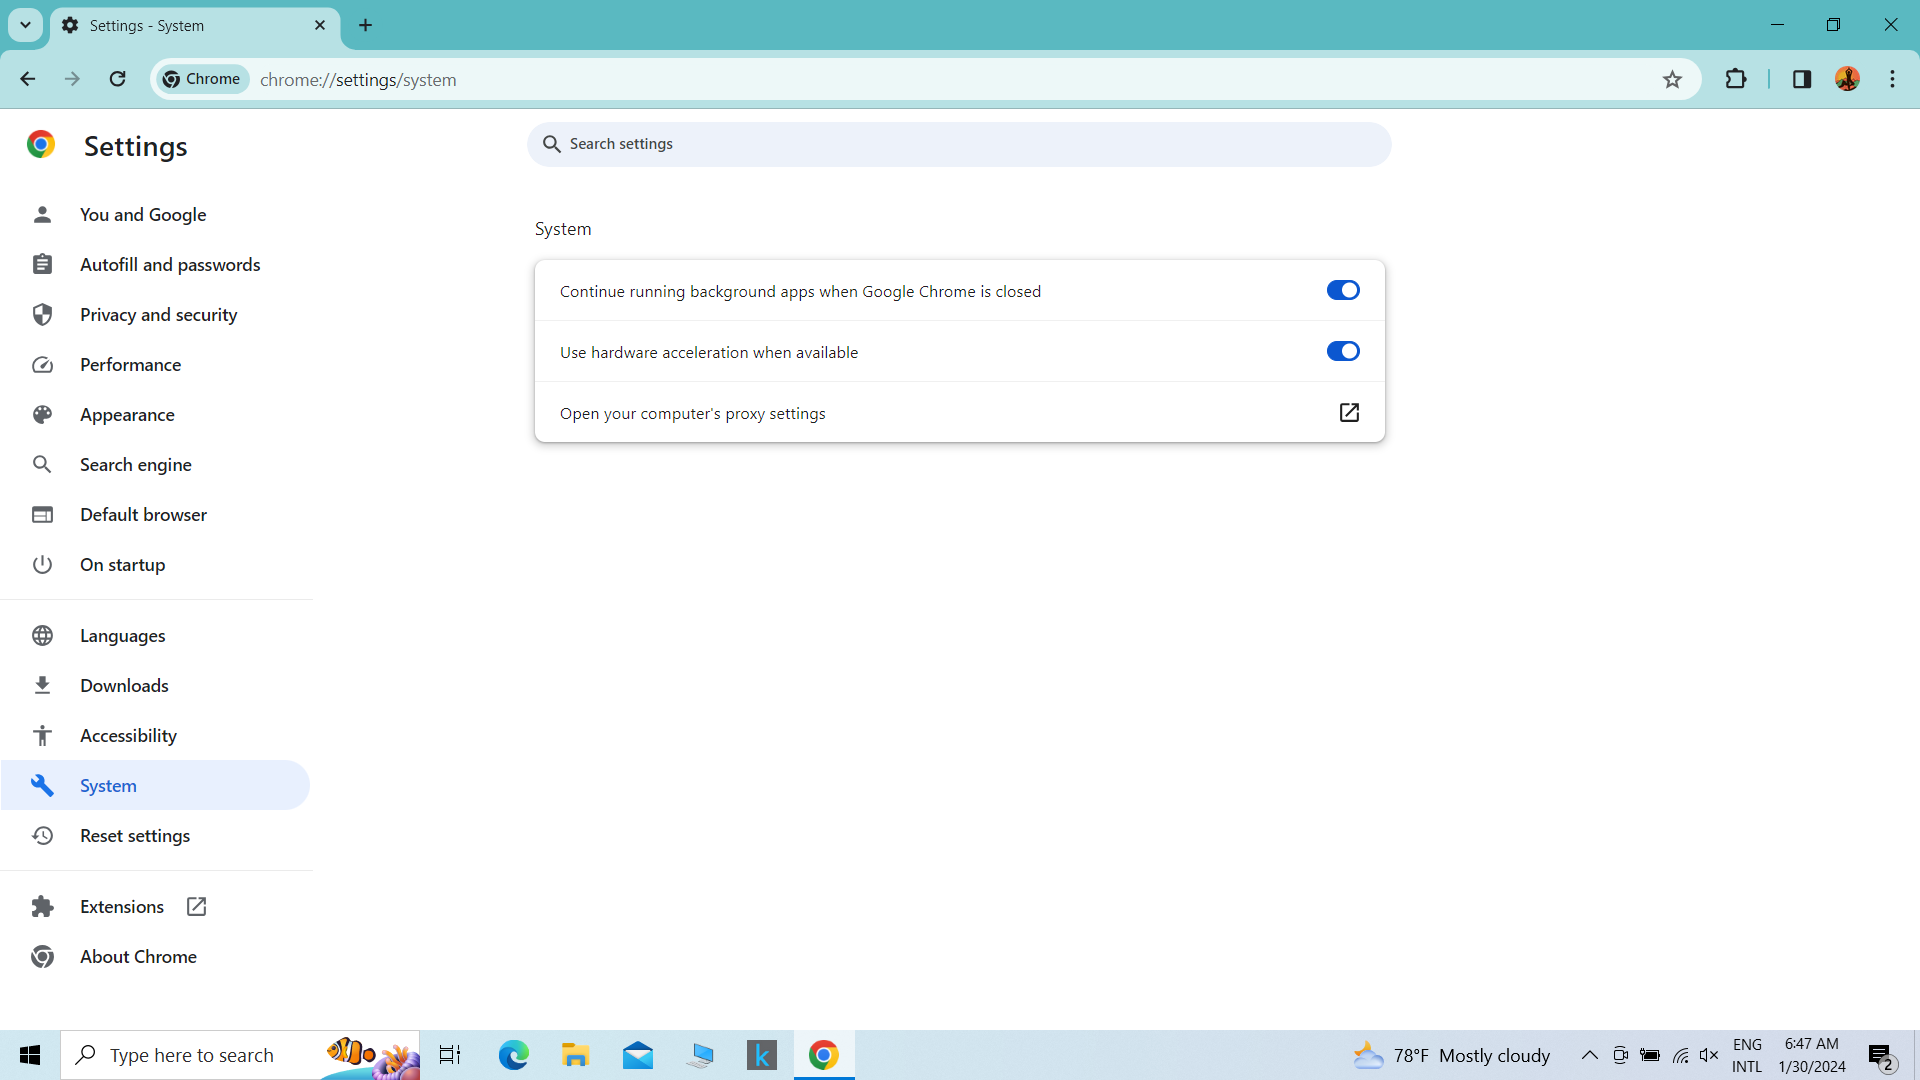 Settings - System
Chrome
chrome://settings/system
Settings
Search settings
You and Google
Autofill and passwords
Privacy and security
Performance
Appearance
Search engine
Default browser
On startup
Languages
Downloads
Accessibility
System
Reset settings
Extensions
About Chrome
System
Continue running background apps when Google Chrome is closed
Use hardware acceleration when available
Open your computer's proxy settings
Type here to search
k
78°F Mostly cloudy
ENG
INTL
6:47 AM
1/30/2024
2